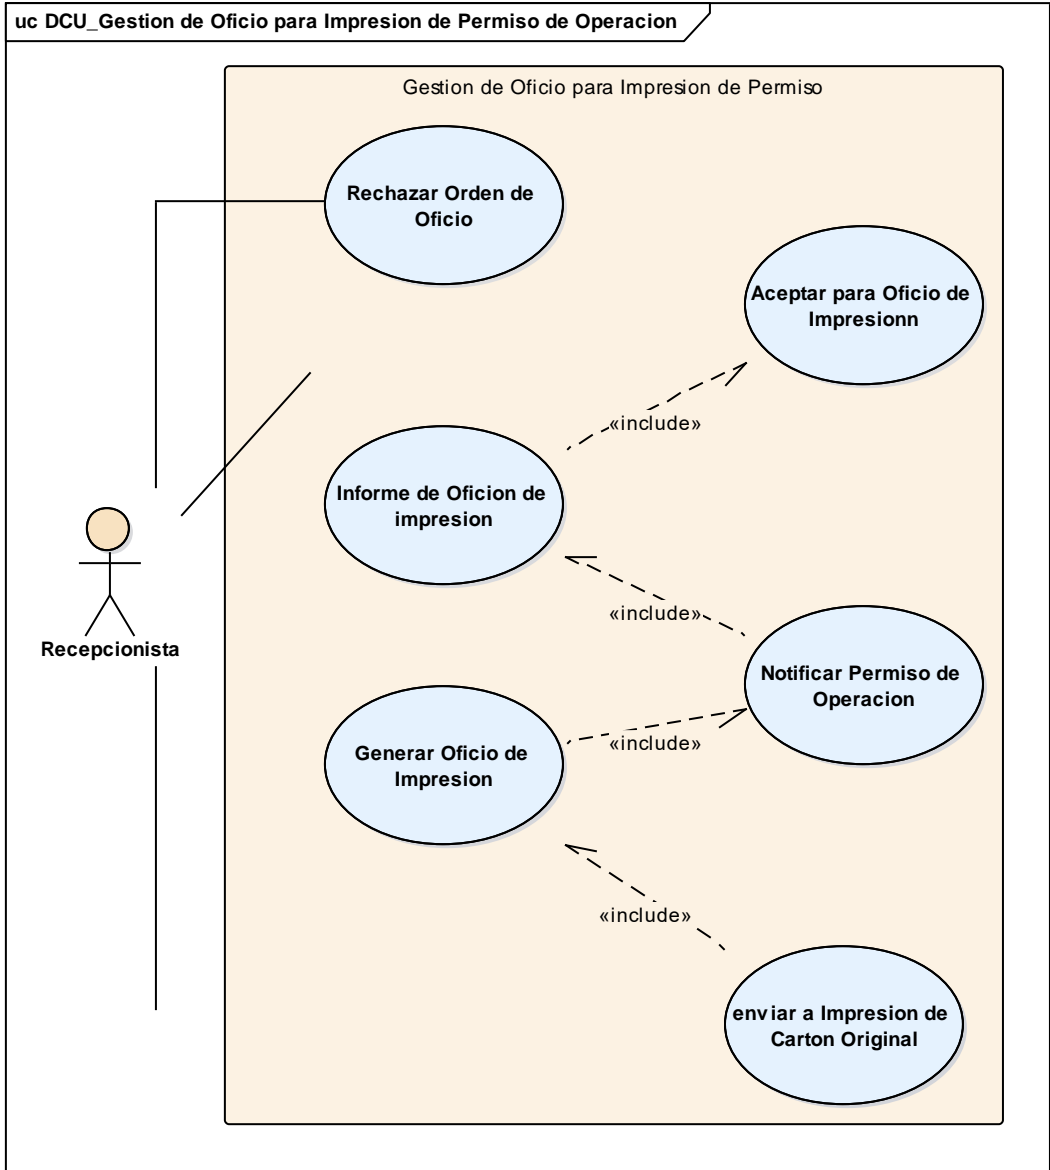 uc DCU_Gestion de Oficio para Impresion de Permiso de Operacion
Gestion de Oficio para Impresion de Permiso
Rechazar Orden de
Oficio
Aceptar para Oficio de
Impresionn
«include»
Informe de Oficion de
impresion
«include»
Recepcionista
Notificar Permiso de
Operacion
«include»
Generar Oficio de
Impresion
«include»
enviar a Impresion de
Carton Original